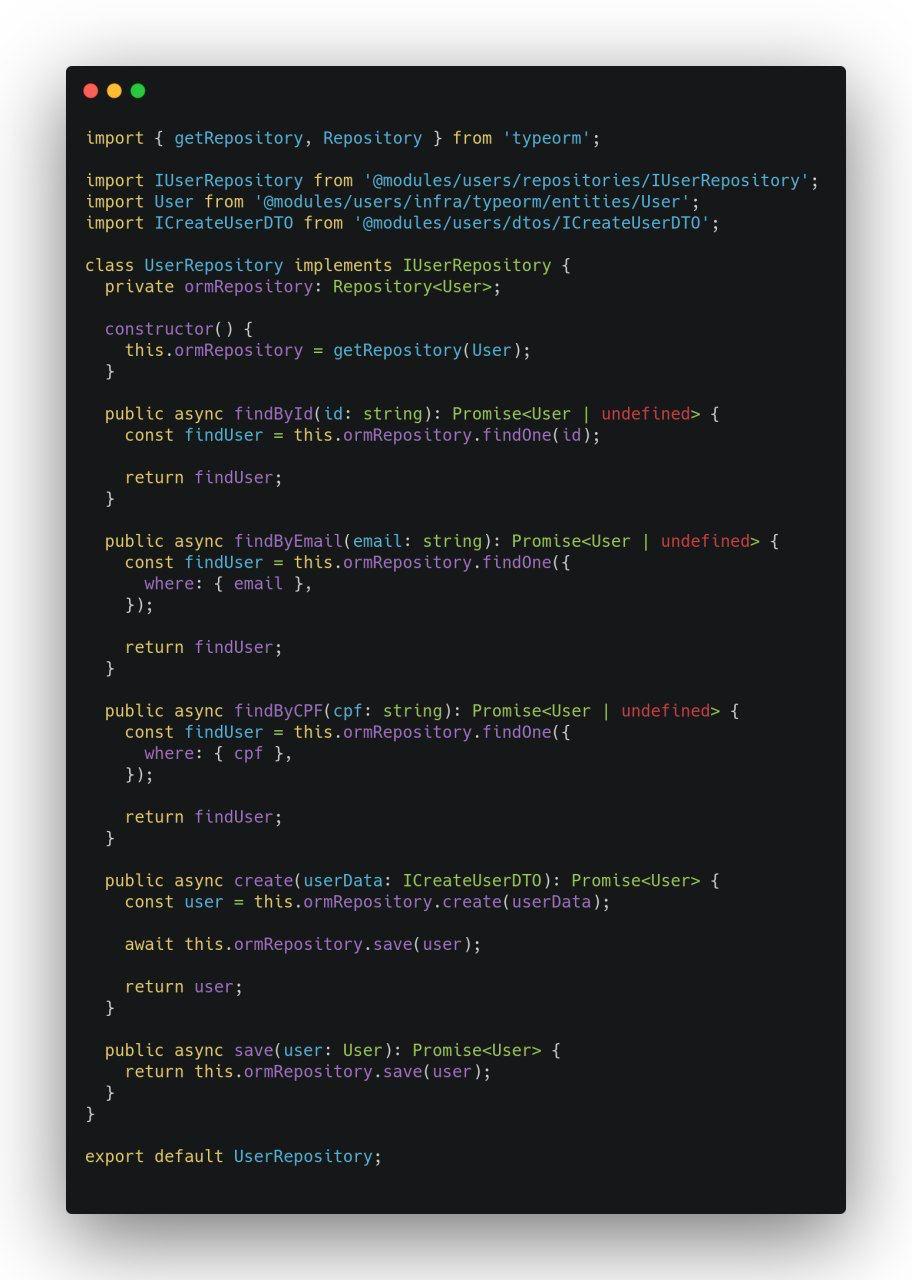 import { getRepository, Repository } from 'typeorm';

import IUserRepository from '@modules/users/repositories/IUserRepository';
import User from '@modules/users/infra/typeorm/entities/User';
import ICreateUserDTO from '@modules/users/dtos/ICreateUserDTO';

class UserRepository implements IUserRepository {
  private ormRepository: Repository<User>;

  constructor() {
    this.ormRepository = getRepository(User);
  }

  public async findById(id: string): Promise<User | undefined> {
    const findUser = this.ormRepository.findOne(id);

    return findUser;
  }

  public async findByEmail(email: string): Promise<User | undefined> {
    const findUser = this.ormRepository.findOne({
      where: { email },
    });

    return findUser;
  }

  public async findByCPF(cpf: string): Promise<User | undefined> {
    const findUser = this.ormRepository.findOne({
      where: { cpf },
    });

    return findUser;
  }

  public async create(userData: ICreateUserDTO): Promise<User> {
    const user = this.ormRepository.create(userData);

    await this.ormRepository.save(user);

    return user;
  }

  public async save(user: User): Promise<User> {
    return this.ormRepository.save(user);
  }
}

export default UserRepository;